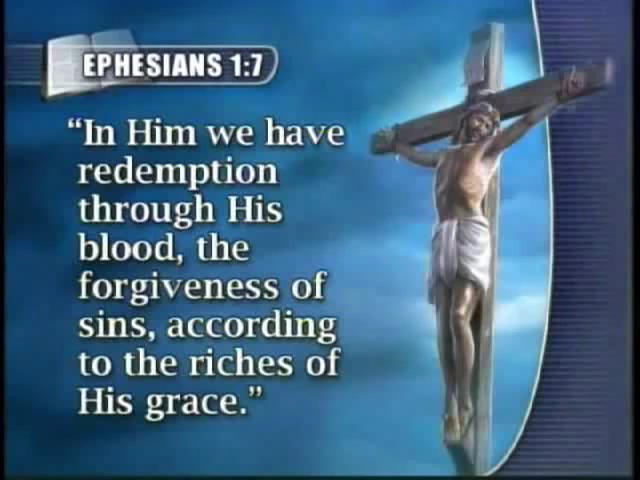 EPHESIANS 1:7
“In Him we have
redemption
through His
blood, the
forgiveness of
sins, according
to the riches of
His grace.”